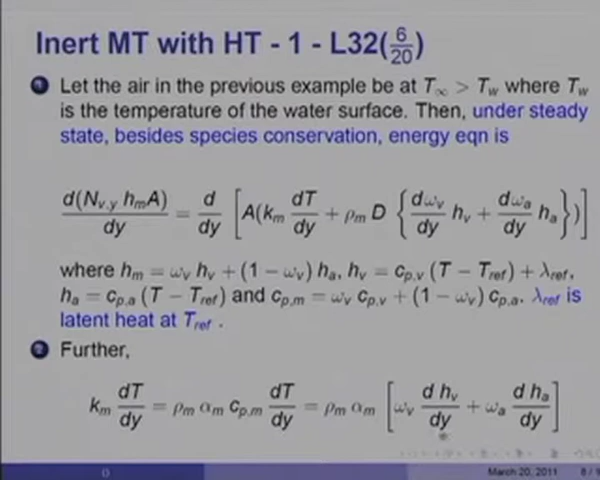 Inert MT with HT - 1 - L32(6/20)
1 Let the air in the previous example be at T∞ > Tw where Tw
is the temperature of the water surface. Then, under steady
state, besides species conservation, energy eqn is
d(Nv,y hm A)/dy = d/dy [A(km dT/dy + ρm D {dωv/dy hv + dωa/dy ha})]
where hm = ωv hv + (1 − ωv) ha, hv = cp,v (T − Tref) + λref,
ha = cp,a (T − Tref) and cp,m = ωv cp,v + (1 − ωv) cp,a. λref is
latent heat at Tref .
2 Further,
km dT/dy = ρm αm cp,m dT/dy = ρm αm [ωv d hv/dy + ωa d ha/dy]
March 20, 2011